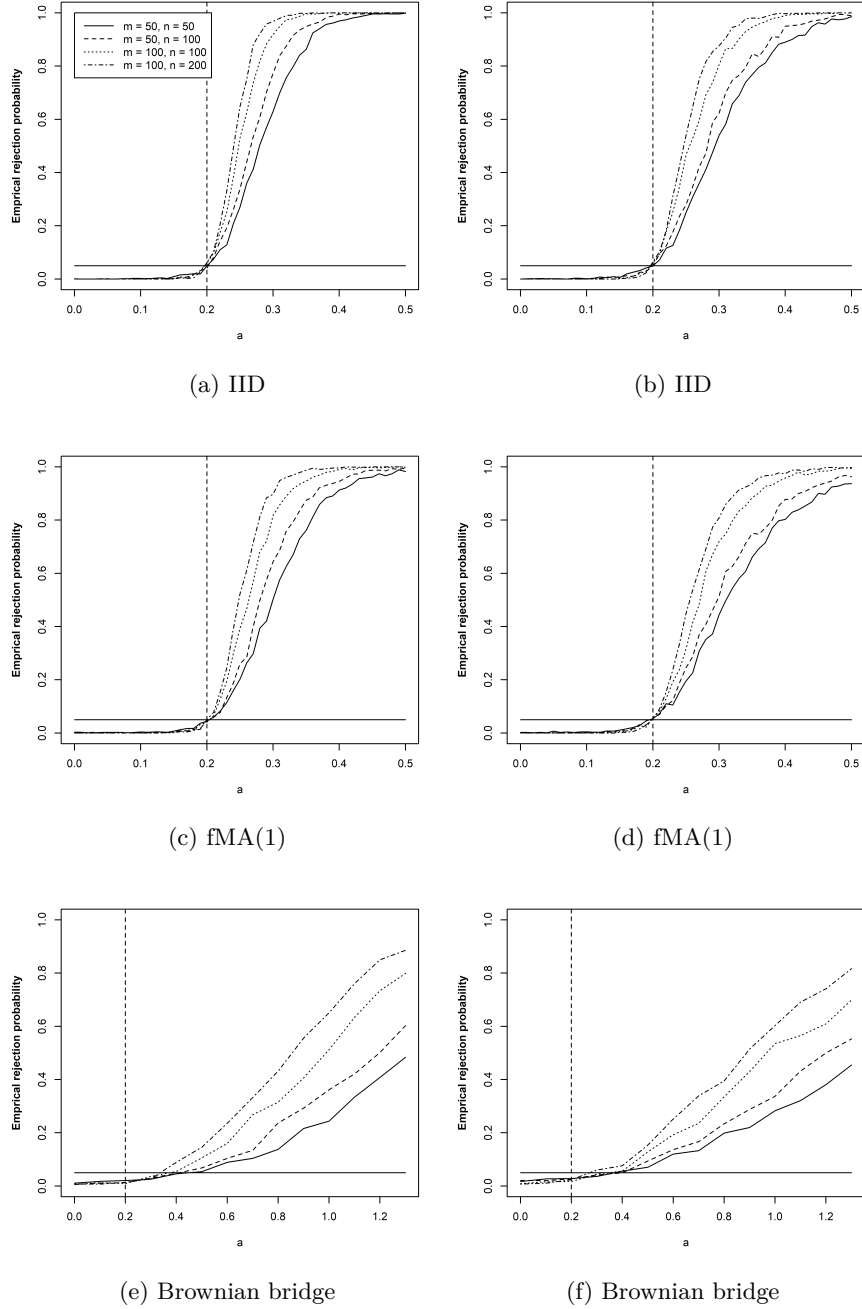 m = 50, n = 50
m = 50, n = 100
m = 100, n = 100
m = 100, n = 200
Emprical rejection probability
0.0 0.2 0.4 0.6 0.8 1.0
0.0 0.1 0.2 0.3 0.4 0.5
a
(a) IID
Emprical rejection probability
0.0 0.2 0.4 0.6 0.8 1.0
0.0 0.1 0.2 0.3 0.4 0.5
a
(b) IID
Emprical rejection probability
0.0 0.2 0.4 0.6 0.8 1.0
0.0 0.1 0.2 0.3 0.4 0.5
a
(c) fMA(1)
Emprical rejection probability
0.0 0.2 0.4 0.6 0.8 1.0
0.0 0.1 0.2 0.3 0.4 0.5
a
(d) fMA(1)
Emprical rejection probability
0.0 0.2 0.4 0.6 0.8 1.0
0.0 0.2 0.4 0.6 0.8 1.0 1.2
a
(e) Brownian bridge
Emprical rejection probability
0.0 0.2 0.4 0.6 0.8 1.0
0.0 0.2 0.4 0.6 0.8 1.0 1.2
a
(f) Brownian bridge